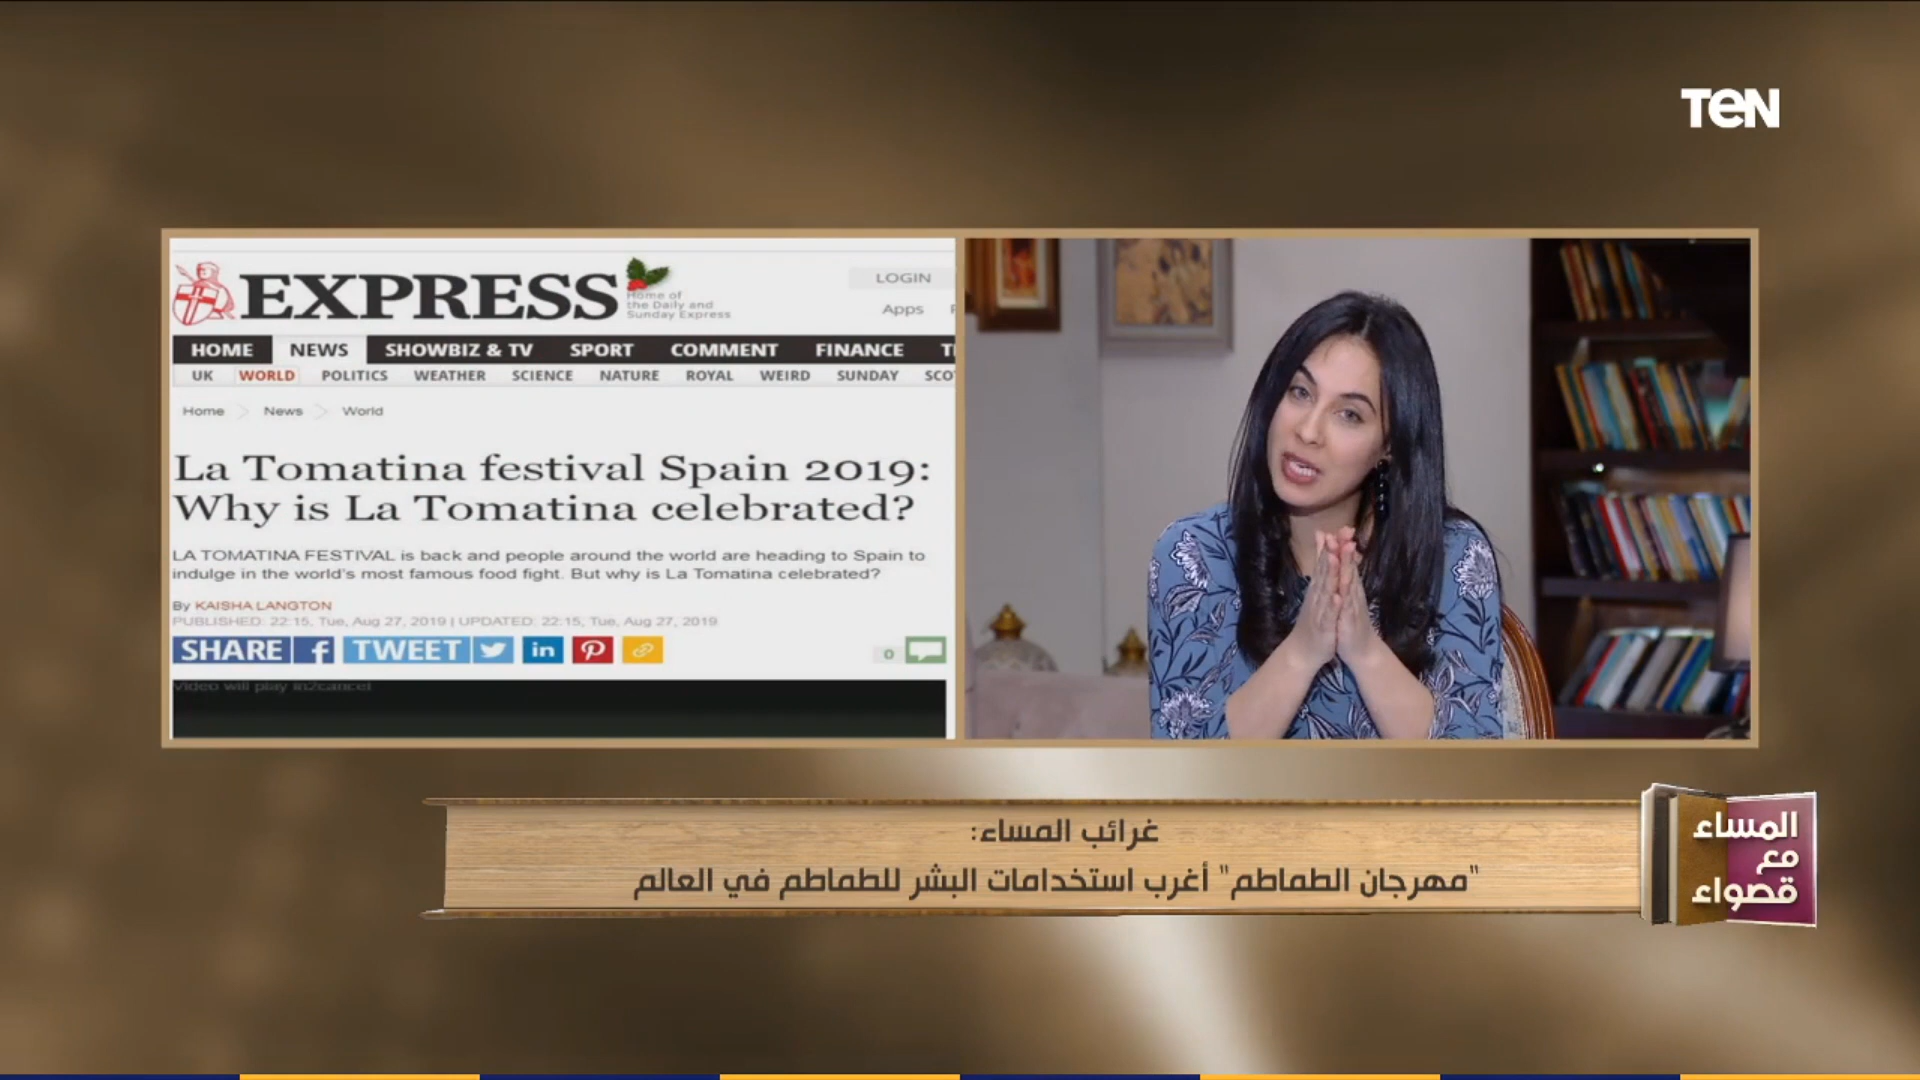 TEN
EXPRESS
Home of
the Daily and
Sunday Express
LOGIN
Apps
HOME NEWS SHOWBIZ & TV SPORT COMMENT FINANCE
UK WORLD POLITICS WEATHER SCIENCE NATURE ROYAL WEIRD SUNDAY SCO
Home News World
La Tomatina festival Spain 2019:
Why is La Tomatina celebrated?
LA TOMATINA FESTIVAL is back and people around the world are heading to Spain to
indulge in the world's most famous food fight. But why is La Tomatina celebrated?
By KAISHA LANGTON
PUBLISHED: 22:15, Tue, Aug 27, 2019 | UPDATED: 22:15, Tue, Aug 27, 2019
SHARE f TWEET in
0
Video will play in2cancel
غرائب المساء:
"مهرجان الطماطم" أغرب استخدامات البشر للطماطم في العالم
المساء
مع
قصواء